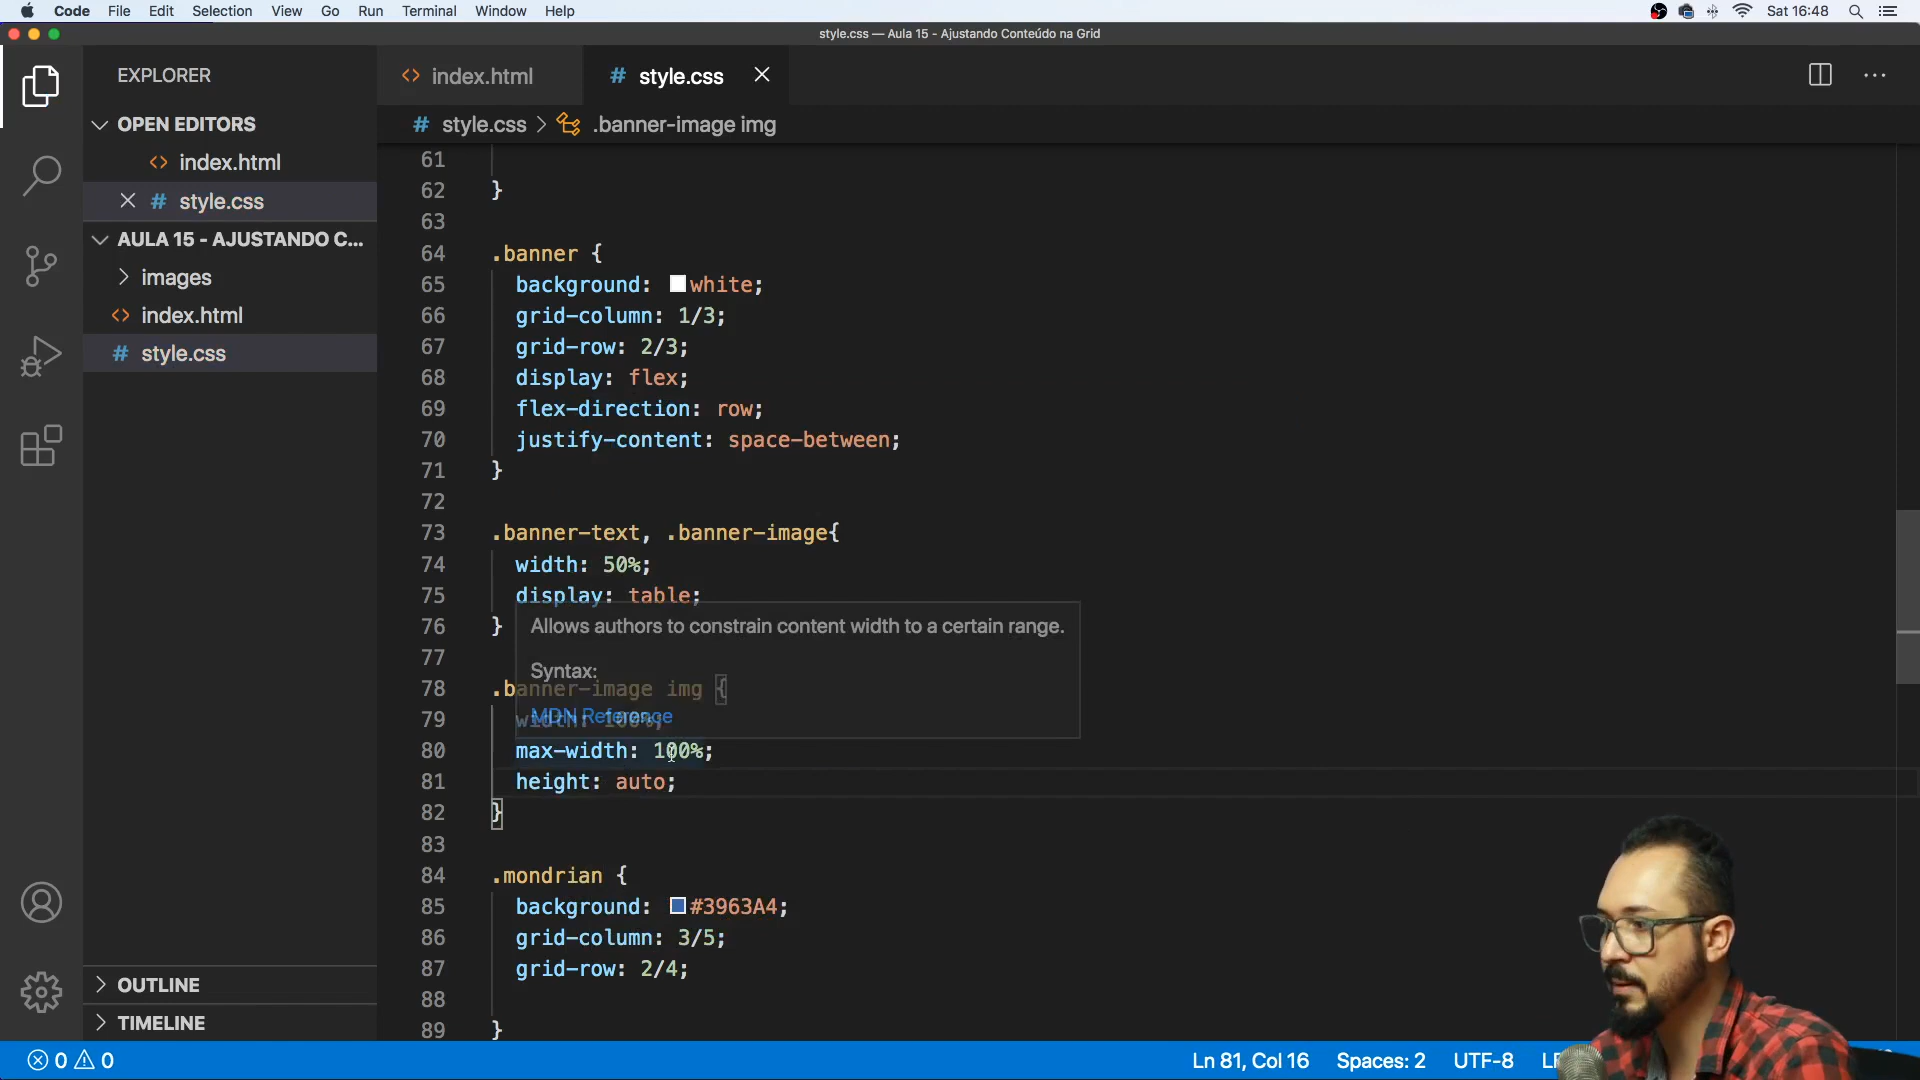 Code File Edit Selection View Go Run Terminal Window Help Sat 16:48
style.css — Aula 15 - Ajustando Conteúdo na Grid
EXPLORER
OPEN EDITORS
index.html
style.css
AULA 15 - AJUSTANDO C...
images
index.html
style.css
OUTLINE
TIMELINE
index.html # style.css
# style.css > .banner-image img
61
62 }
63
64 .banner {
65 background: white;
66 grid-column: 1/3;
67 grid-row: 2/3;
68 display: flex;
69 flex-direction: row;
70 justify-content: space-between;
71 }
72
73 .banner-text, .banner-image{
74 width: 50%;
75 display: table;
76 }
Allows authors to constrain content width to a certain range.
77
Syntax:
78 .banner-image img {
MDN Reference
79 width: 100%;
80 max-width: 100%;
81 height: auto;
82 }
83
84 .mondrian {
85 background: #3963A4;
86 grid-column: 3/5;
87 grid-row: 2/4;
88
89 }
0 0 Ln 81, Col 16 Spaces: 2 UTF-8